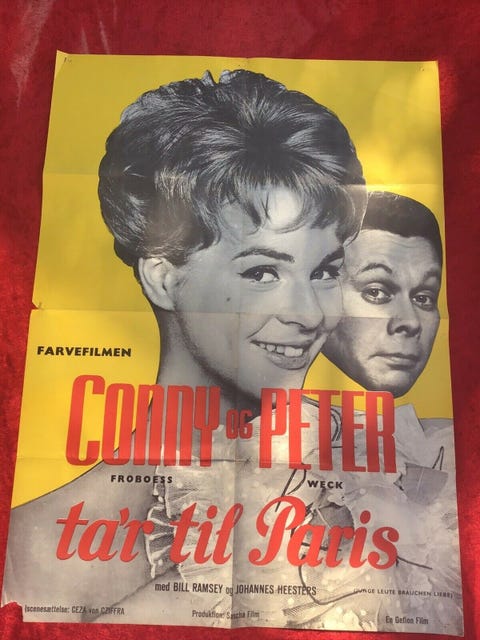 FARVEFILMEN
CONNY OG PETER
FROBOESS WECK
ta'r til Paris
med BILL RAMSEY og JOHANNES HEESTERS
(JUNGE LEUTE BRAUCHEN LIEBE)
(scenesættelse: GEZA von CZIFFRA
Produktion: Sascha Film
En Gefion Film